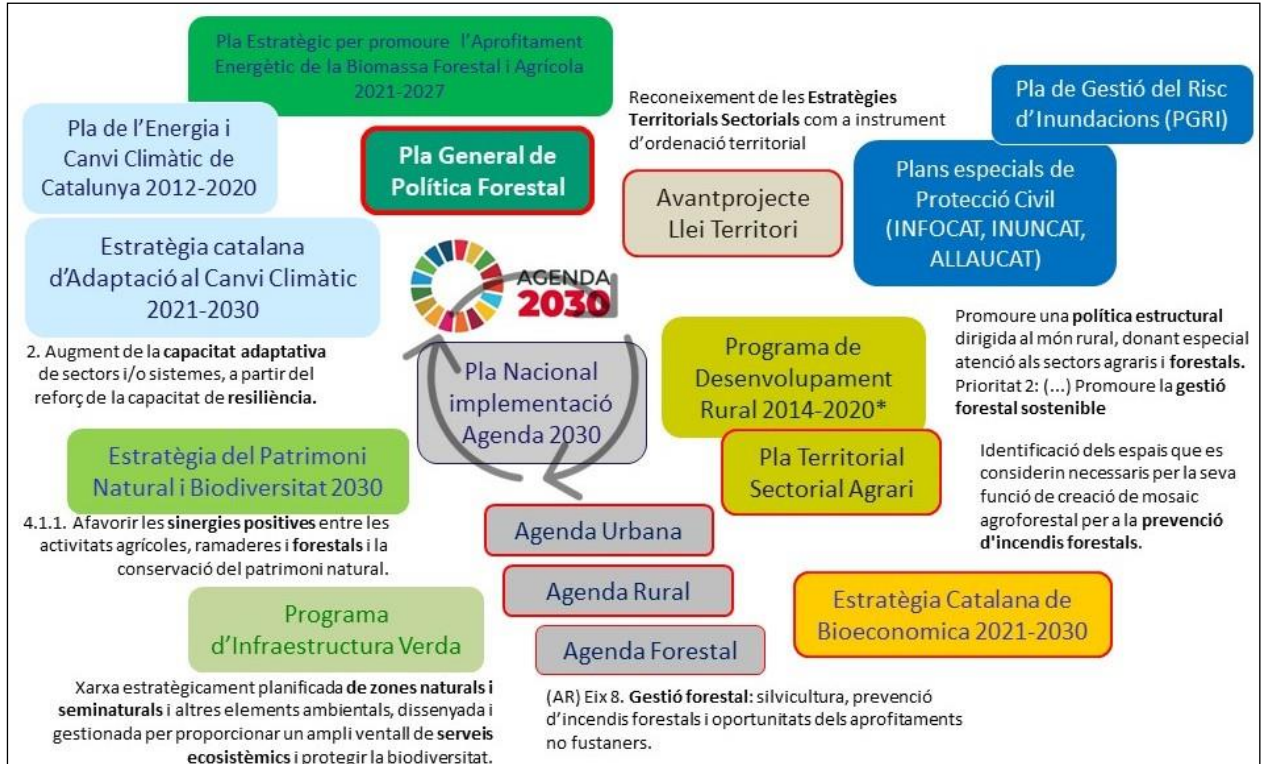 Pla Estratègic per promoure l'Aprofitament
Energètic de la Biomassa Forestal i Agrícola
2021-2027
Pla de l'Energia i
Canvi Climàtic de
Catalunya 2012-2020
Pla General de
Política Forestal
Reconeixement de les Estratègies
Territorials Sectorials com a instrument
d'ordenació territorial
Avantprojecte
Llei Territori
Pla de Gestió del Risc
d'Inundacions (PGRI)
Plans especials de
Protecció Civil
(INFOCAT, INUNCAT,
ALLAUCAT)
Estratègia catalana
d'Adaptació al Canvi Climàtic
2021-2030
2. Augment de la capacitat adaptativa
de sectors i/o sistemes, a partir del
reforç de la capacitat de resiliència.
AGENDA
2030
Pla Nacional
implementació
Agenda 2030
Programa de
Desenvolupament
Rural 2014-2020*
Promoure una política estructural
dirigida al món rural, donant especial
atenció als sectors agraris i forestals.
Prioritat 2: (...) Promoure la gestió
forestal sostenible
Pla Territorial
Sectorial Agrari
Identificació dels espais que es
considerin necessaris per la seva
funció de creació de mosaic
agroforestal per a la prevenció
d'incendis forestals.
Estratègia del Patrimoni
Natural i Biodiversitat 2030
4.1.1. Afavorir les sinergies positives entre les
activitats agrícoles, ramaderes i forestals i la
conservació del patrimoni natural.
Agenda Urbana
Agenda Rural
Agenda Forestal
(AR) Eix 8. Gestió forestal: silvicultura, prevenció
d'incendis forestals i oportunitats dels aprofitaments
no fustaners.
Estratègia Catalana de
Bioeconomica 2021-2030
Programa
d'Infraestructura Verda
Xarxa estratègicament planificada de zones naturals i
seminaturals i altres elements ambientals, dissenyada i
gestionada per proporcionar un ampli ventall de serveis
ecosistèmics i protegir la biodiversitat.